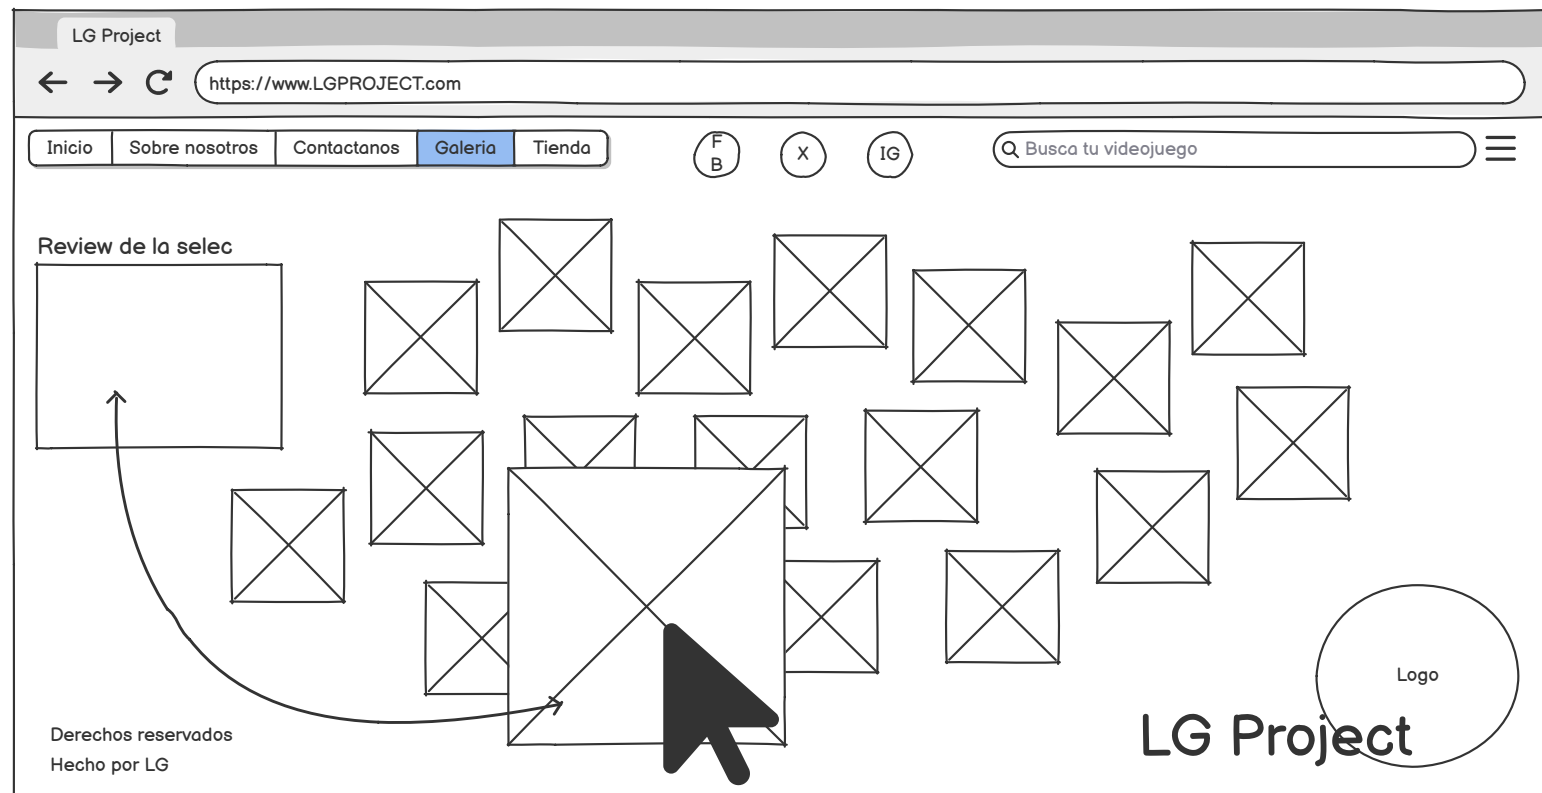 LG Project
https://www.LGPROJECT.com
Inicio
Sobre nosotros
Contactanos
Galeria
Tienda
F
B
X
IG
Busca tu videojuego
Review de la selec
Logo
LG Project
Derechos reservados
Hecho por LG